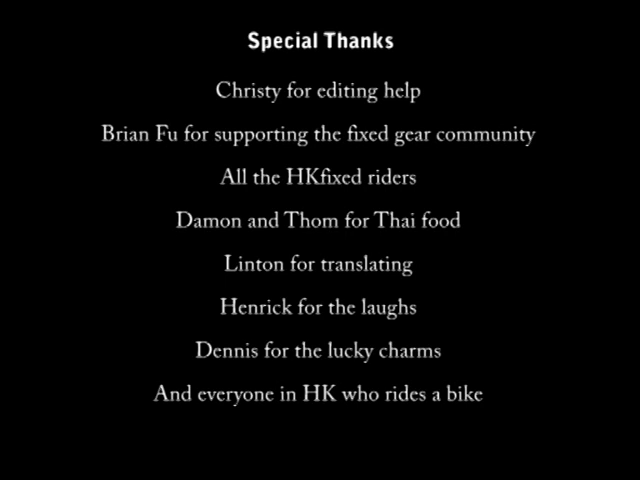 Special Thanks
Christy for editing help
Brian Fu for supporting the fixed gear community
All the HKfixed riders
Damon and Thom for Thai food
Linton for translating
Henrick for the laughs
Dennis for the lucky charms
And everyone in HK who rides a bike